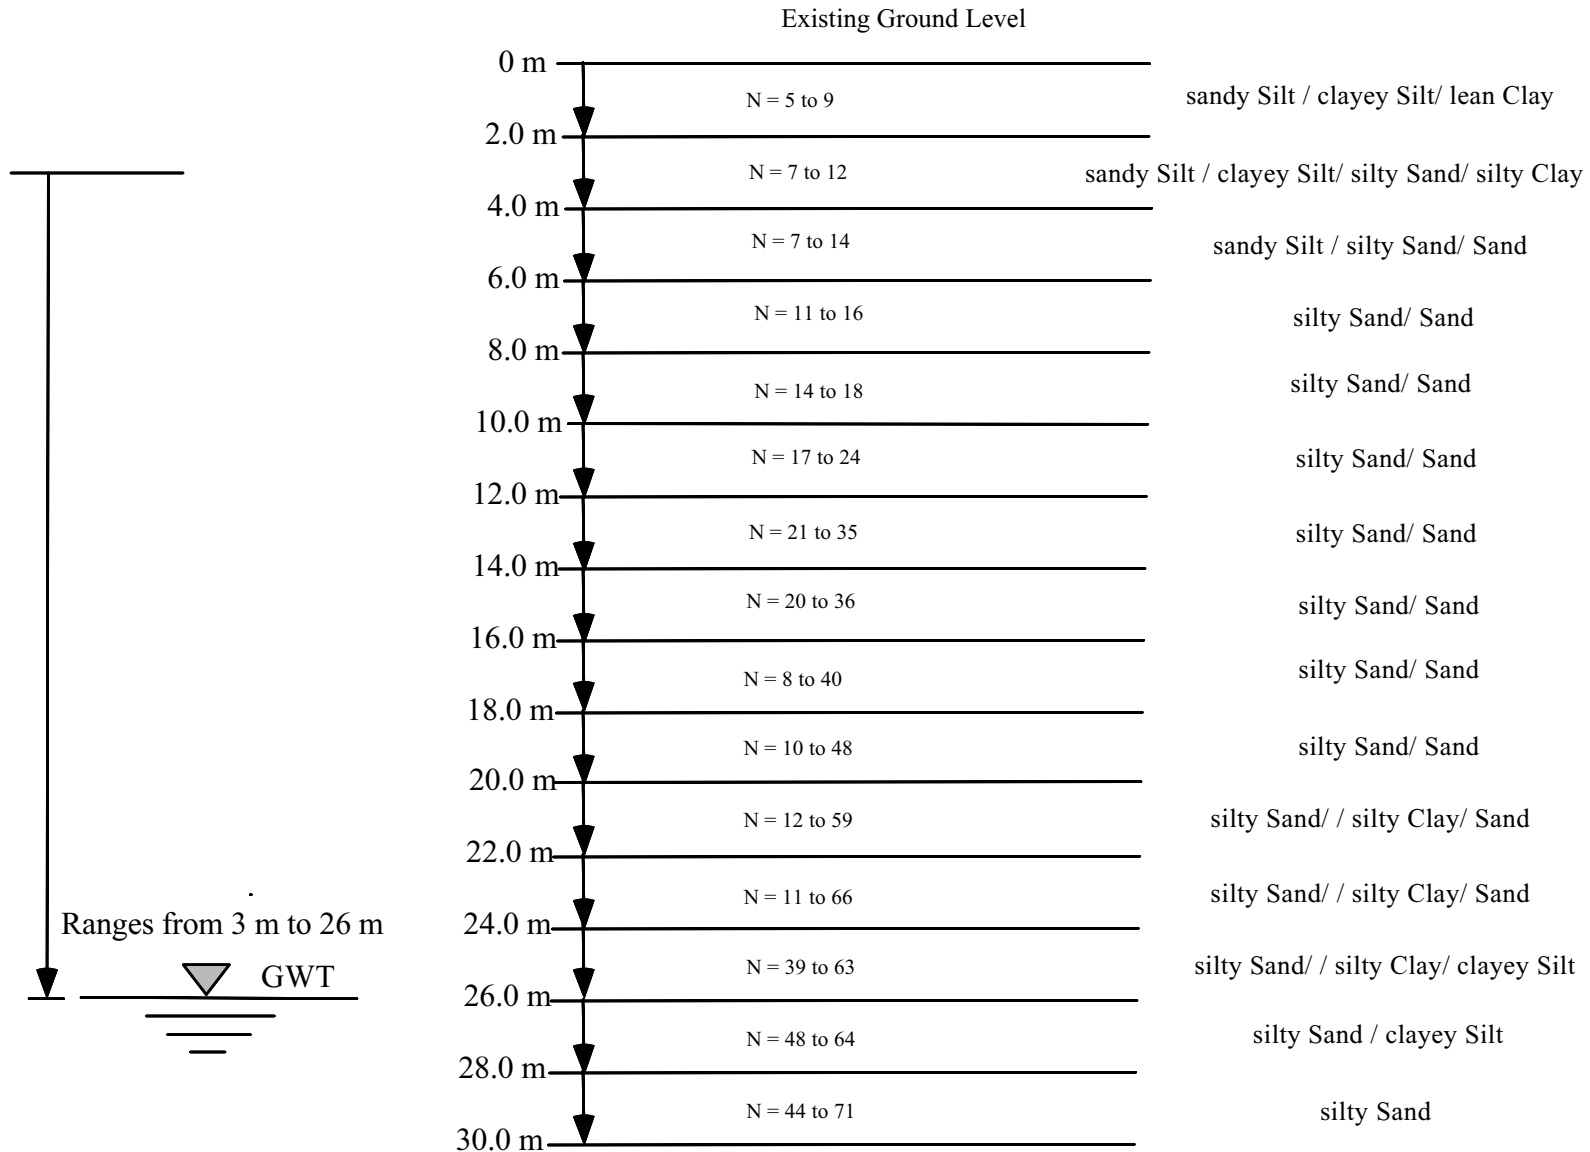 Existing Ground Level
0 m
N = 5 to 9
sandy Silt / clayey Silt/ lean Clay
2.0 m
N = 7 to 12
sandy Silt / clayey Silt/ silty Sand/ silty Clay
4.0 m
N = 7 to 14
sandy Silt / silty Sand/ Sand
6.0 m
N = 11 to 16
silty Sand/ Sand
8.0 m
N = 14 to 18
silty Sand/ Sand
10.0 m
N = 17 to 24
silty Sand/ Sand
12.0 m
N = 21 to 35
silty Sand/ Sand
14.0 m
N = 20 to 36
silty Sand/ Sand
16.0 m
N = 8 to 40
silty Sand/ Sand
18.0 m
N = 10 to 48
silty Sand/ Sand
20.0 m
N = 12 to 59
silty Sand/ / silty Clay/ Sand
22.0 m
N = 11 to 66
silty Sand/ / silty Clay/ Sand
24.0 m
Ranges from 3 m to 26 m
GWT
N = 39 to 63
silty Sand/ / silty Clay/ clayey Silt
26.0 m
N = 48 to 64
silty Sand / clayey Silt
28.0 m
N = 44 to 71
silty Sand
30.0 m